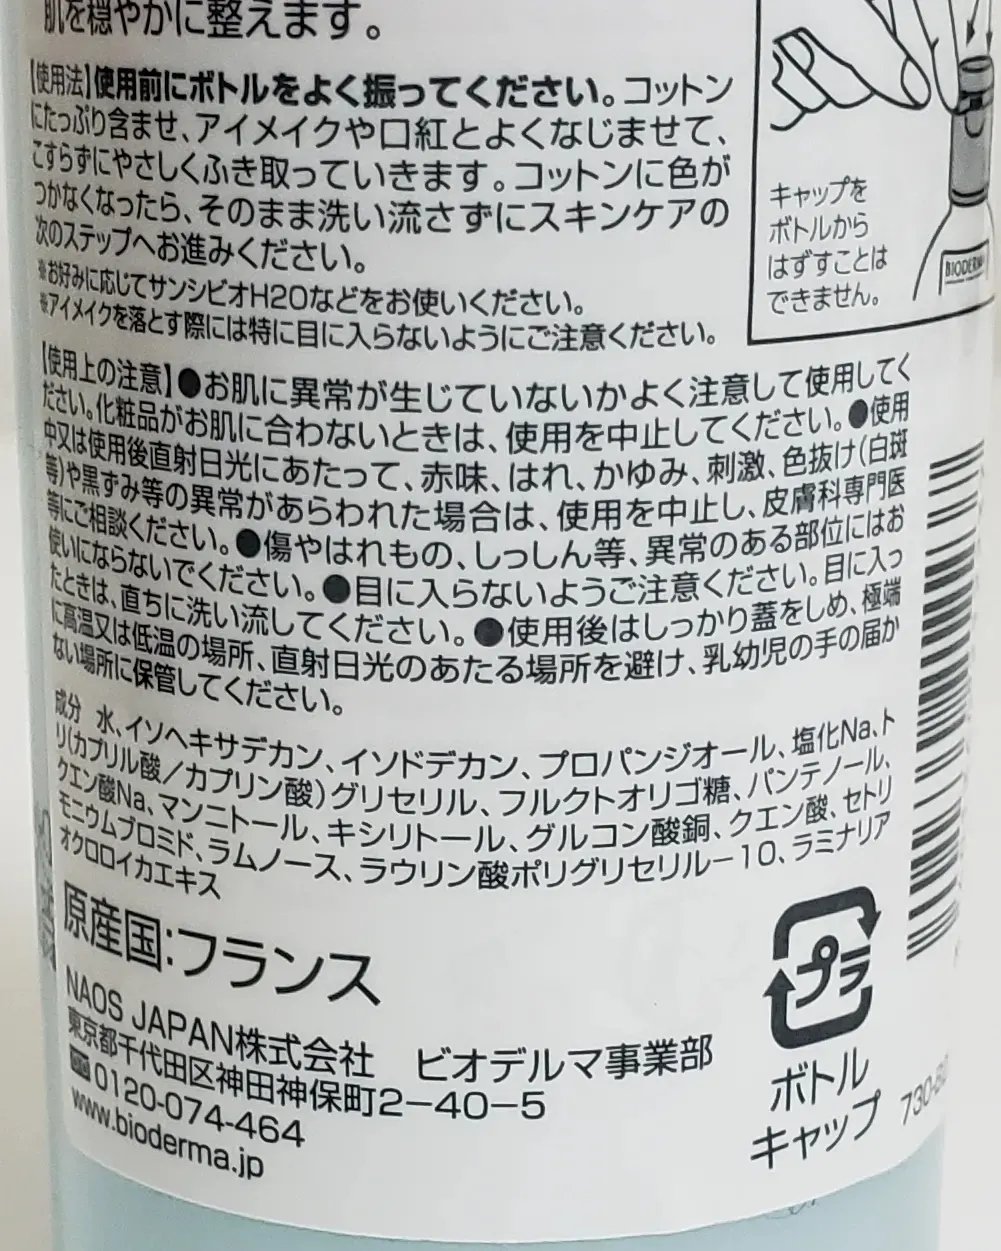 肌を穏やかに整えます。
【使用法】使用前にボトルをよく振ってください。コットン
にたっぷり含ませ、アイメイクや口紅とよくなじませて、
こすらずにやさしくふき取っていきます。コットンに色が
つかなくなったら、そのまま洗い流さずにスキンケアの
次のステップへお進みください。
※お好みに応じてサンシビオH2Oなどをお使いください。
※アイメイクを落とす際には特に目に入らないようにご注意ください。
キャップを
ボトルから
はずすことは
できません。
BIODERMA
【使用上の注意】●お肌に異常が生じていないかよく注意して使用してく
ださい。化粧品がお肌に合わないときは、使用を中止してください。●使用
中又は使用後直射日光にあたって、赤味、はれ、かゆみ、刺激、色抜け(白斑
等)や黒ずみ等の異常があらわれた場合は、使用を中止し、皮膚科専門医
等にご相談ください。●傷やはれもの、しっしん等、異常のある部位にはお
使いにならないでください。●目に入らないようご注意ください。目に入っ
たときは、直ちに洗い流してください。●使用後はしっかり蓋をしめ、極端
に高温又は低温の場所、直射日光のあたる場所を避け、乳幼児の手の届か
ない場所に保管してください。
成分 水、イソヘキサデカン、イソドデカン、プロパンジオール、塩化Na、ト
リ(カプリル酸/カプリン酸)グリセリル、フルクトオリゴ糖、パンテノール、
クエン酸Na、マンニトール、キシリトール、グルコン酸銅、クエン酸、セトリ
モニウムブロミド、ラムノース、ラウリン酸ポリグリセリル-10、ラミナリア
オクロロイカエキス
原産国:フランス
NAOS JAPAN株式会社 ビオデルマ事業部
東京都千代田区神田神保町2-40-5
0120-074-464
www.bioderma.jp
プラ
ボトル
キャップ